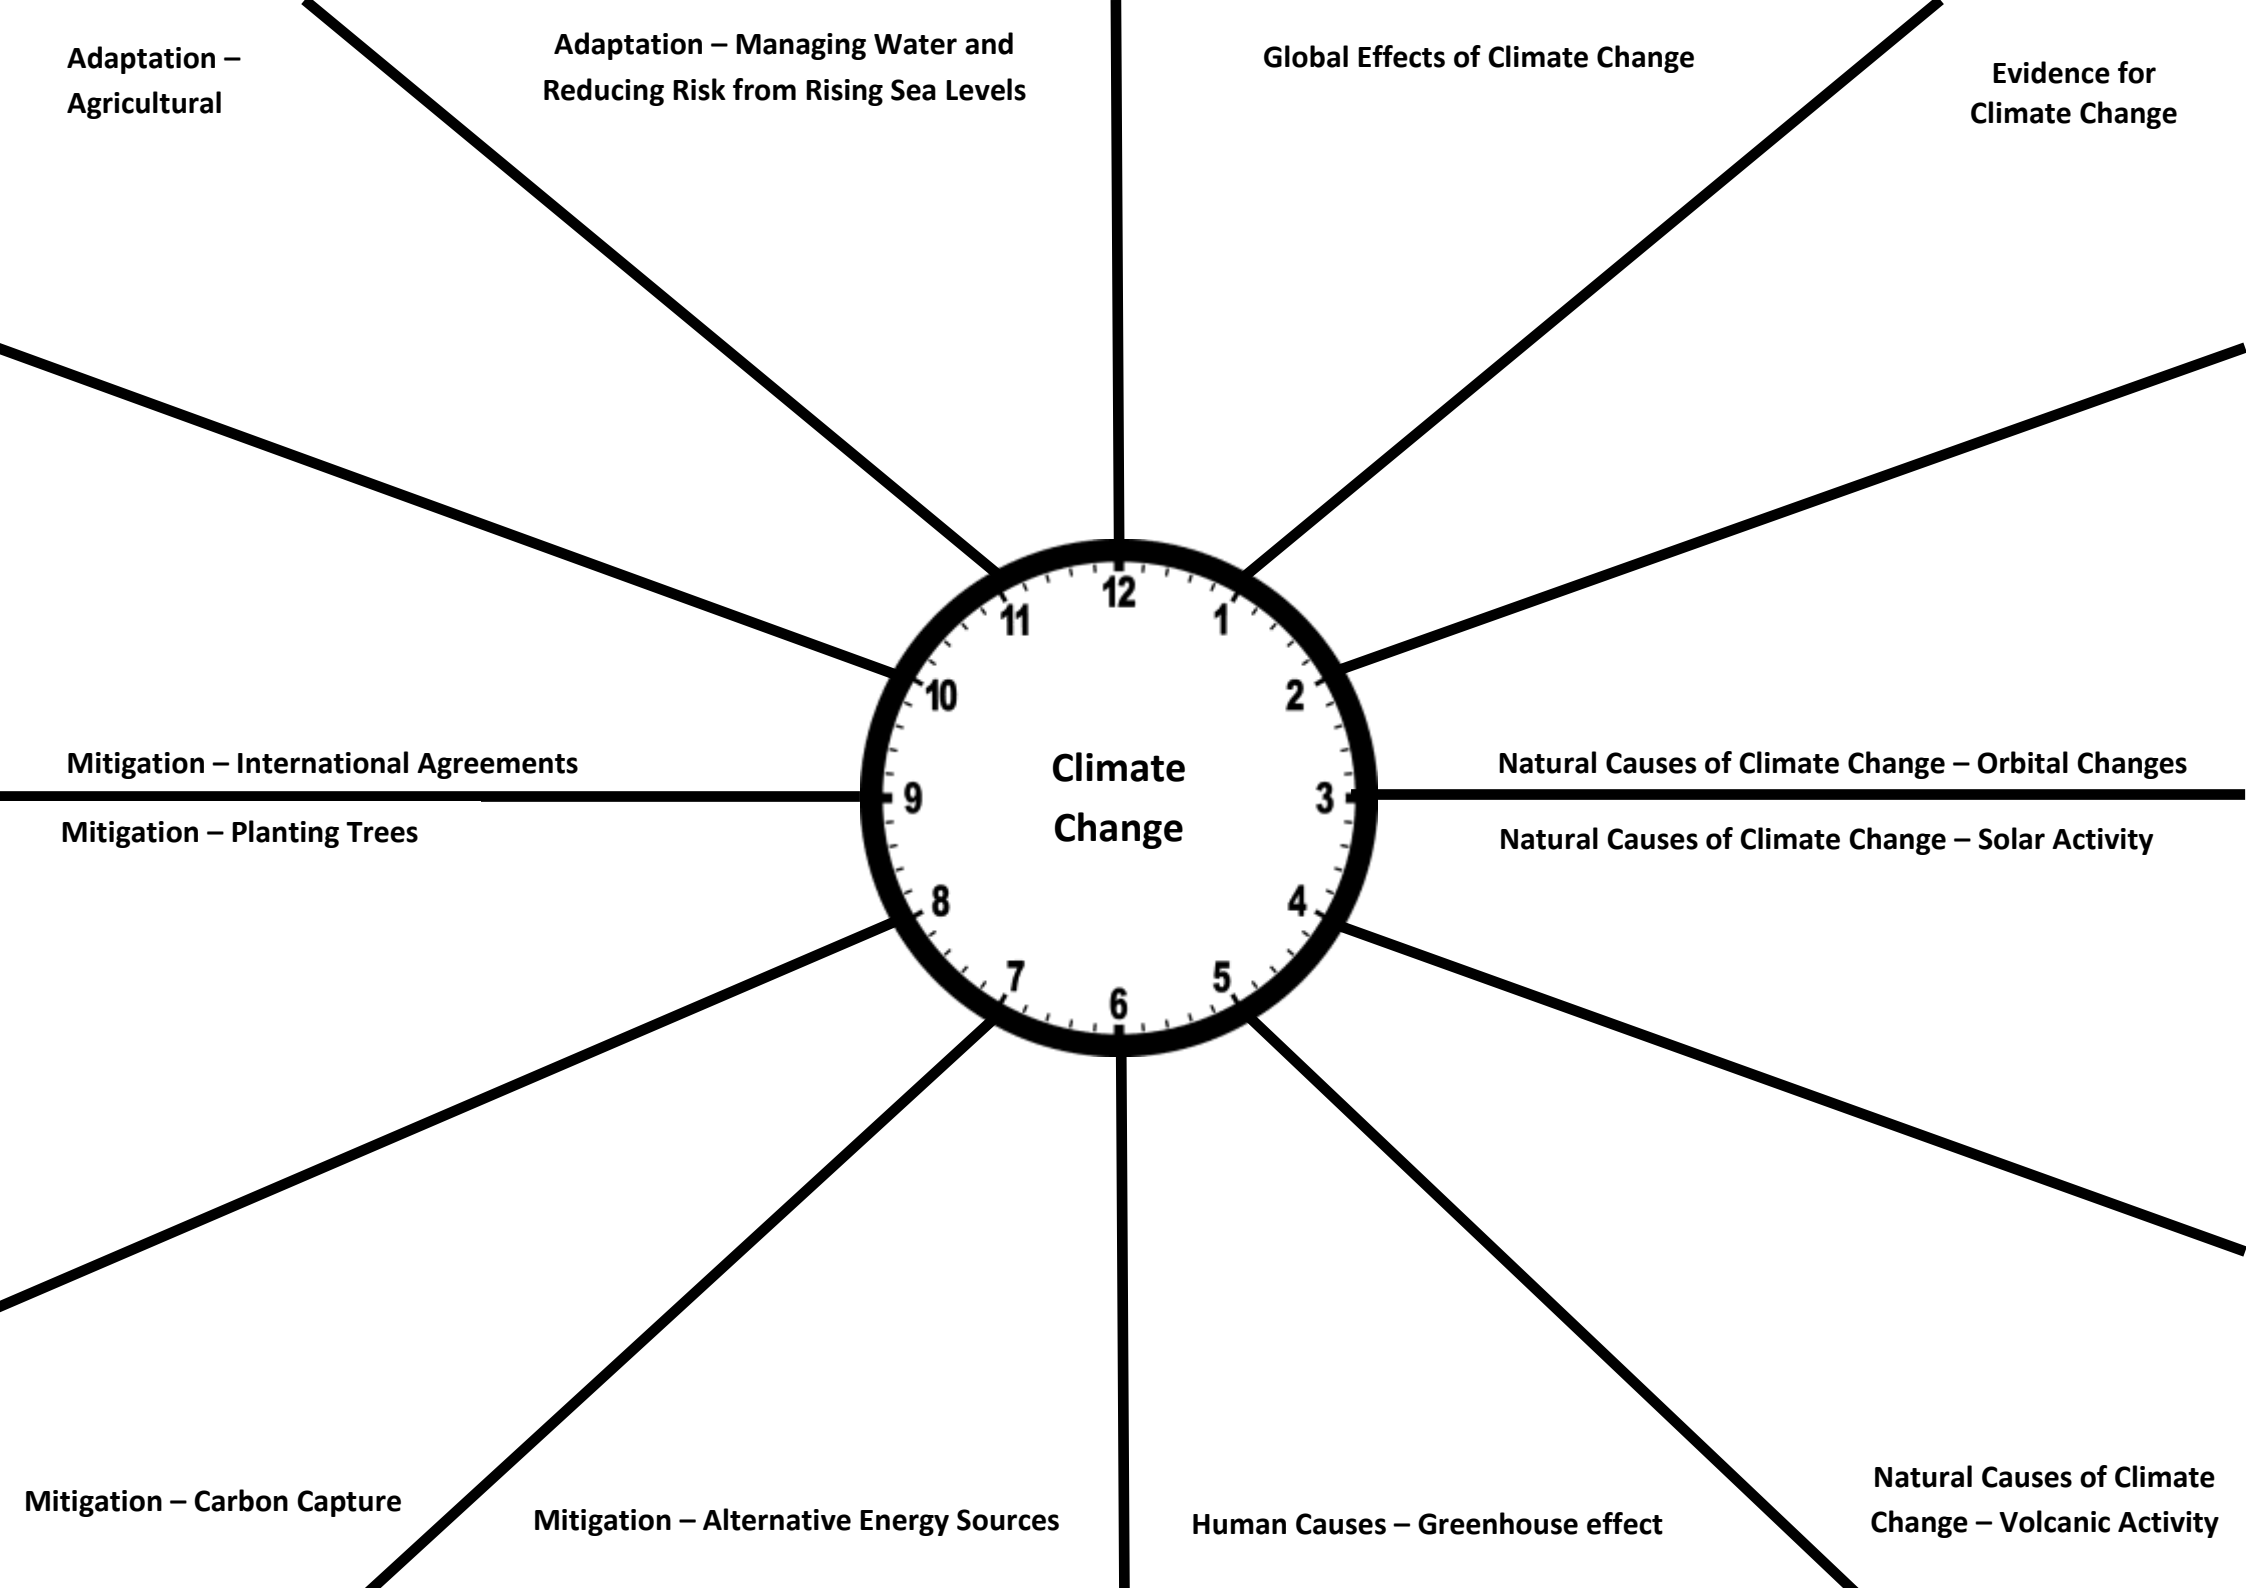 Adaptation –
Agricultural
Adaptation – Managing Water and
Reducing Risk from Rising Sea Levels
Global Effects of Climate Change
Evidence for
Climate Change
12
11
1
10
2
Mitigation – International Agreements
Climate
Change
Natural Causes of Climate Change – Orbital Changes
9
3
Mitigation – Planting Trees
Natural Causes of Climate Change – Solar Activity
8
4
7
5
6
Mitigation – Carbon Capture
Mitigation – Alternative Energy Sources
Human Causes – Greenhouse effect
Natural Causes of Climate
Change – Volcanic Activity